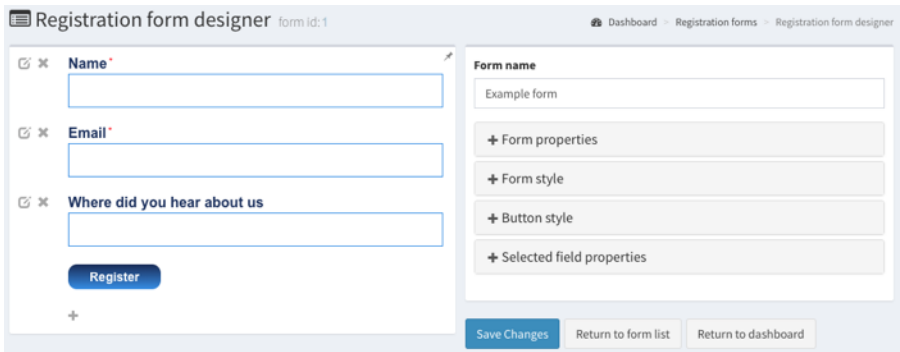 Registration form designer form id: 1
Dashboard > Registration forms > Registration form designer
Name*
Email*
Where did you hear about us
Register
Form name
Example form
+ Form properties
+ Form style
+ Button style
+ Selected field properties
Save Changes
Return to form list
Return to dashboard